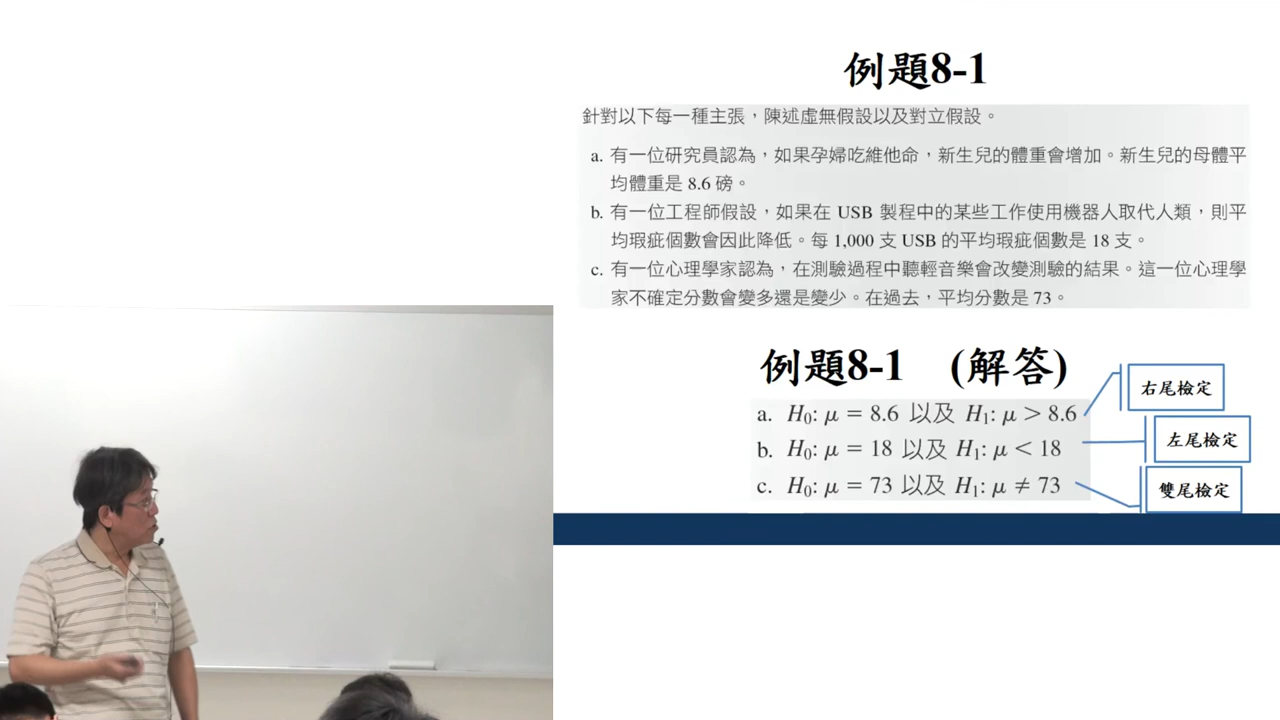 例題8-1
針對以下每一種主張，陳述虛無假設以及對立假設。
a. 有一位研究員認為，如果孕婦吃維他命，新生兒的體重會增加。新生兒的母體平
均體重是 8.6 磅。
b. 有一位工程師假設，如果在 USB 製程中的某些工作使用機器人取代人類，則平
均瑕疵個數會因此降低。每 1,000 支 USB 的平均瑕疵個數是 18 支。
c. 有一位心理學家認為，在測驗過程中聽輕音樂會改變測驗的結果。這一位心理學
家不確定分數會變多還是變少。在過去，平均分數是 73。
例題8-1 (解答)
a. H₀: μ = 8.6 以及 H₁: μ > 8.6
右尾檢定
b. H₀: μ = 18 以及 H₁: μ < 18
左尾檢定
c. H₀: μ = 73 以及 H₁: μ ≠ 73
雙尾檢定